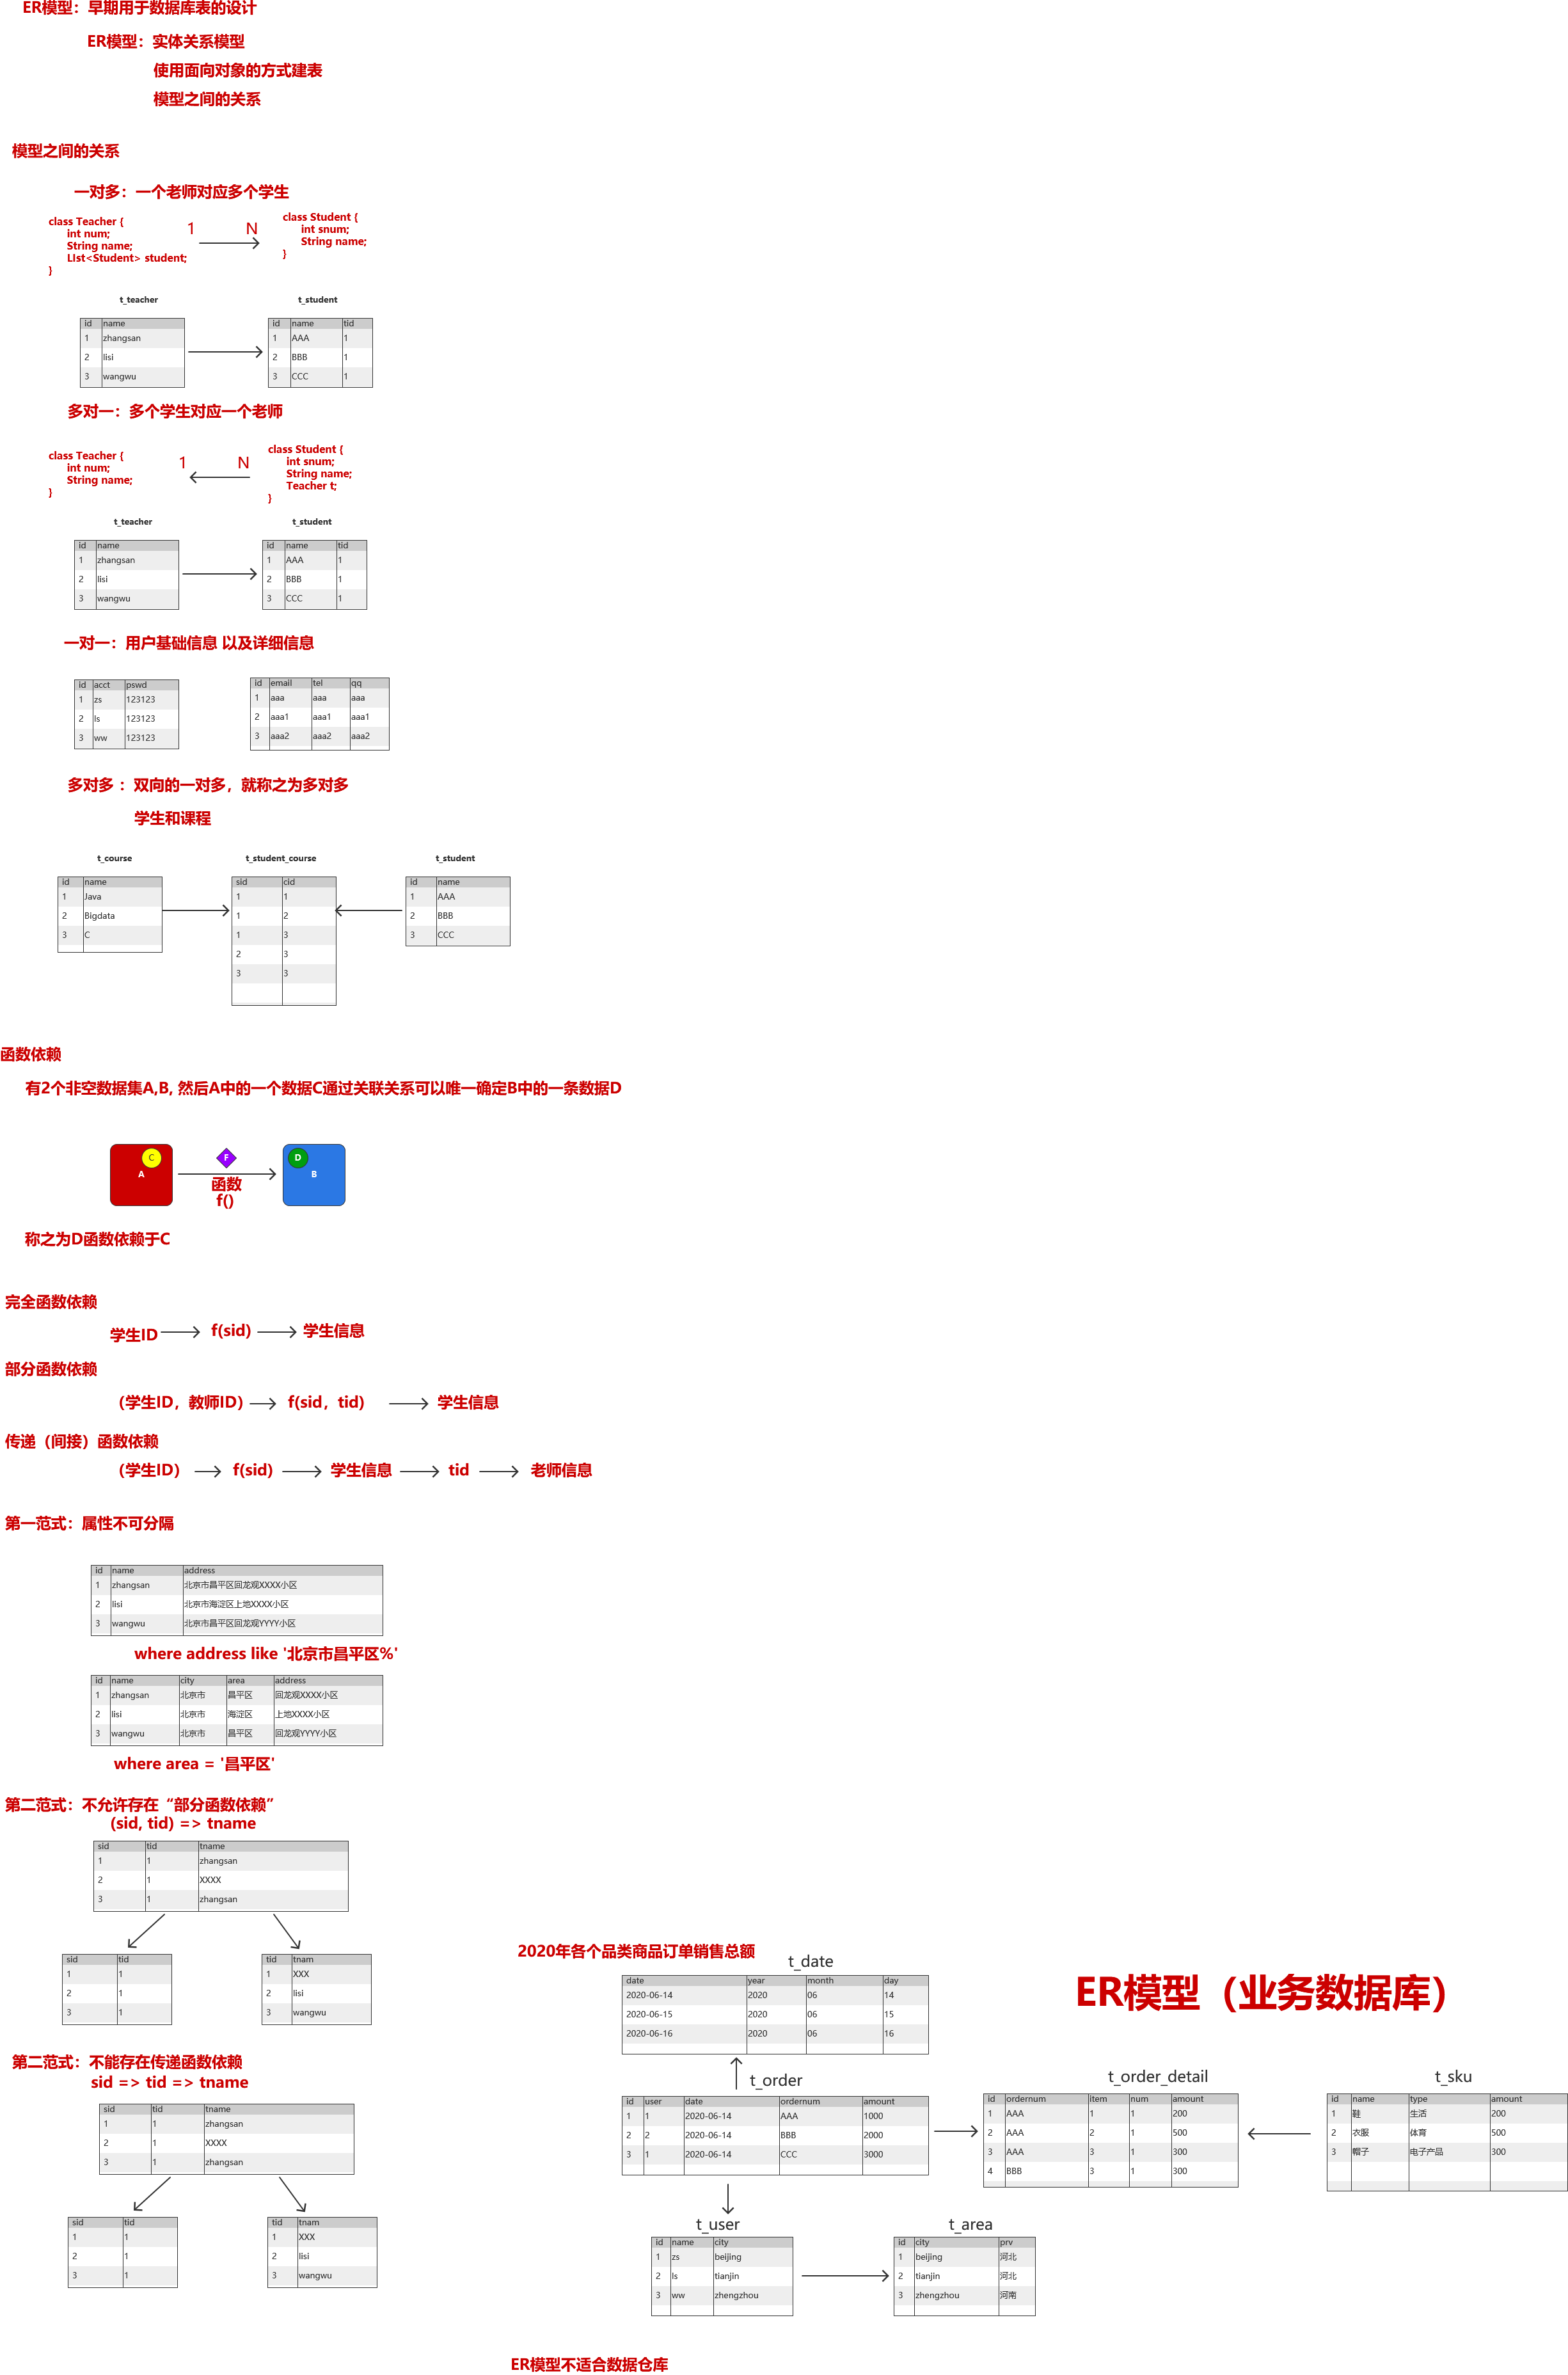 ER模型：早期用于数据库表的设计
ER模型：实体关系模型
使用面向对象的方式建表
模型之间的关系
模型之间的关系
一对多：一个老师对应多个学生
class Teacher {
int num;
String name;
LIst<Student> student;
}
1 N
class Student {
int snum;
String name;
}
t_teacher
id name
1 zhangsan
2 lisi
3 wangwu
t_student
id name tid
1 AAA 1
2 BBB 1
3 CCC 1
多对一：多个学生对应一个老师
class Teacher {
int num;
String name;
}
1 N
class Student {
int snum;
String name;
Teacher t;
}
t_teacher
id name
1 zhangsan
2 lisi
3 wangwu
t_student
id name tid
1 AAA 1
2 BBB 1
3 CCC 1
一对一：用户基础信息 以及详细信息
id acct pswd
1 zs 123123
2 ls 123123
3 ww 123123
id email tel qq
1 aaa aaa aaa
2 aaa1 aaa1 aaa1
3 aaa2 aaa2 aaa2
多对多 ：双向的一对多，就称之为多对多
学生和课程
t_course
id name
1 Java
2 Bigdata
3 C
t_student_course
sid cid
1 1
1 2
1 3
2 3
3 3
t_student
id name
1 AAA
2 BBB
3 CCC
函数依赖
有2个非空数据集A,B, 然后A中的一个数据C通过关联关系可以唯一确定B中的一条数据D
C
A
F
函数
f()
D
B
称之为D函数依赖于C
完全函数依赖
学生ID f(sid) 学生信息
部分函数依赖
（学生ID，教师ID） f(sid，tid) 学生信息
传递（间接）函数依赖
（学生ID） f(sid) 学生信息 tid 老师信息
第一范式：属性不可分隔
id name address
1 zhangsan 北京市昌平区回龙观XXXX小区
2 lisi 北京市海淀区上地XXXX小区
3 wangwu 北京市昌平区回龙观YYYY小区
where address like '北京市昌平区%'
id name city area address
1 zhangsan 北京市 昌平区 回龙观XXXX小区
2 lisi 北京市 海淀区 上地XXXX小区
3 wangwu 北京市 昌平区 回龙观YYYY小区
where area = '昌平区'
第二范式：不允许存在“部分函数依赖”
(sid, tid) => tname
sid tid tname
1 1 zhangsan
2 1 XXXX
3 1 zhangsan
sid tid
1 1
2 1
3 1
tid tnam
1 XXX
2 lisi
3 wangwu
第二范式：不能存在传递函数依赖
sid => tid => tname
sid tid tname
1 1 zhangsan
2 1 XXXX
3 1 zhangsan
sid tid
1 1
2 1
3 1
tid tnam
1 XXX
2 lisi
3 wangwu
2020年各个品类商品订单销售总额
t_date
date year month day
2020-06-14 2020 06 14
2020-06-15 2020 06 15
2020-06-16 2020 06 16
ER模型（业务数据库）
t_order
id user date ordernum amount
1 1 2020-06-14 AAA 1000
2 2 2020-06-14 BBB 2000
3 1 2020-06-14 CCC 3000
t_order_detail
id ordernum item num amount
1 AAA 1 1 200
2 AAA 2 1 500
3 AAA 3 1 300
4 BBB 3 1 300
t_sku
id name type amount
1 鞋 生活 200
2 衣服 体育 500
3 帽子 电子产品 300
t_user
id name city
1 zs beijing
2 ls tianjin
3 ww zhengzhou
t_area
id city prv
1 beijing 河北
2 tianjin 河北
3 zhengzhou 河南
ER模型不适合数据仓库